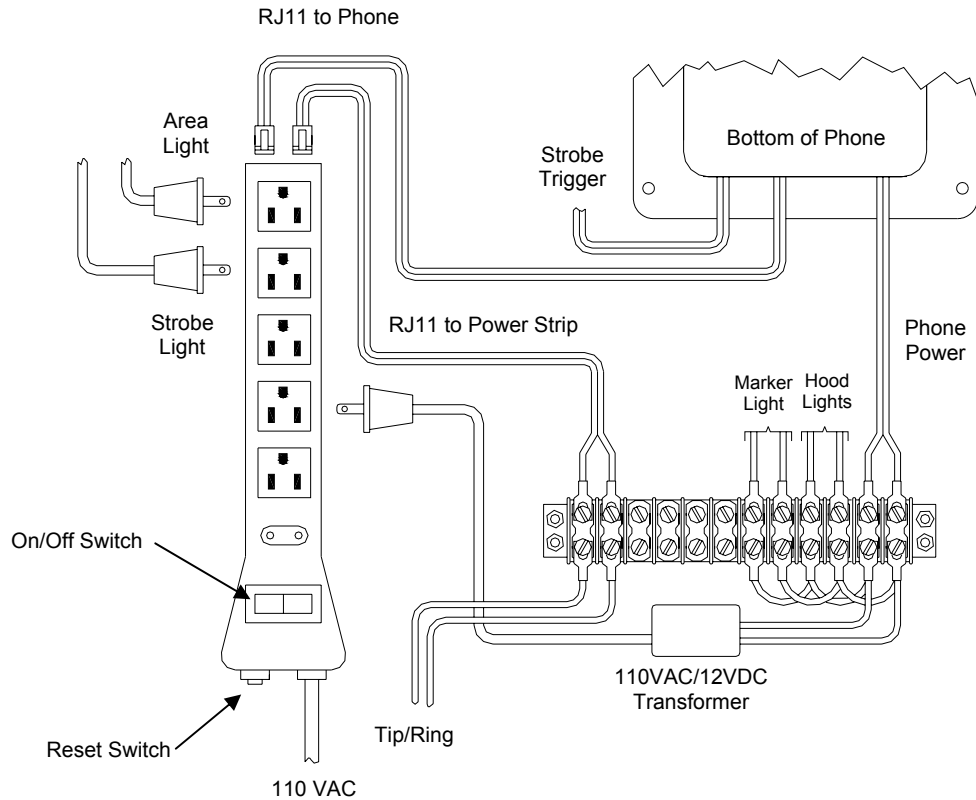 RJ11 to Phone
Area
Light
Bottom of Phone
Strobe
Trigger
Strobe
Light
RJ11 to Power Strip
Phone
Power
Marker
Light
Hood
Lights
On/Off Switch
110VAC/12VDC
Transformer
Tip/Ring
Reset Switch
110 VAC